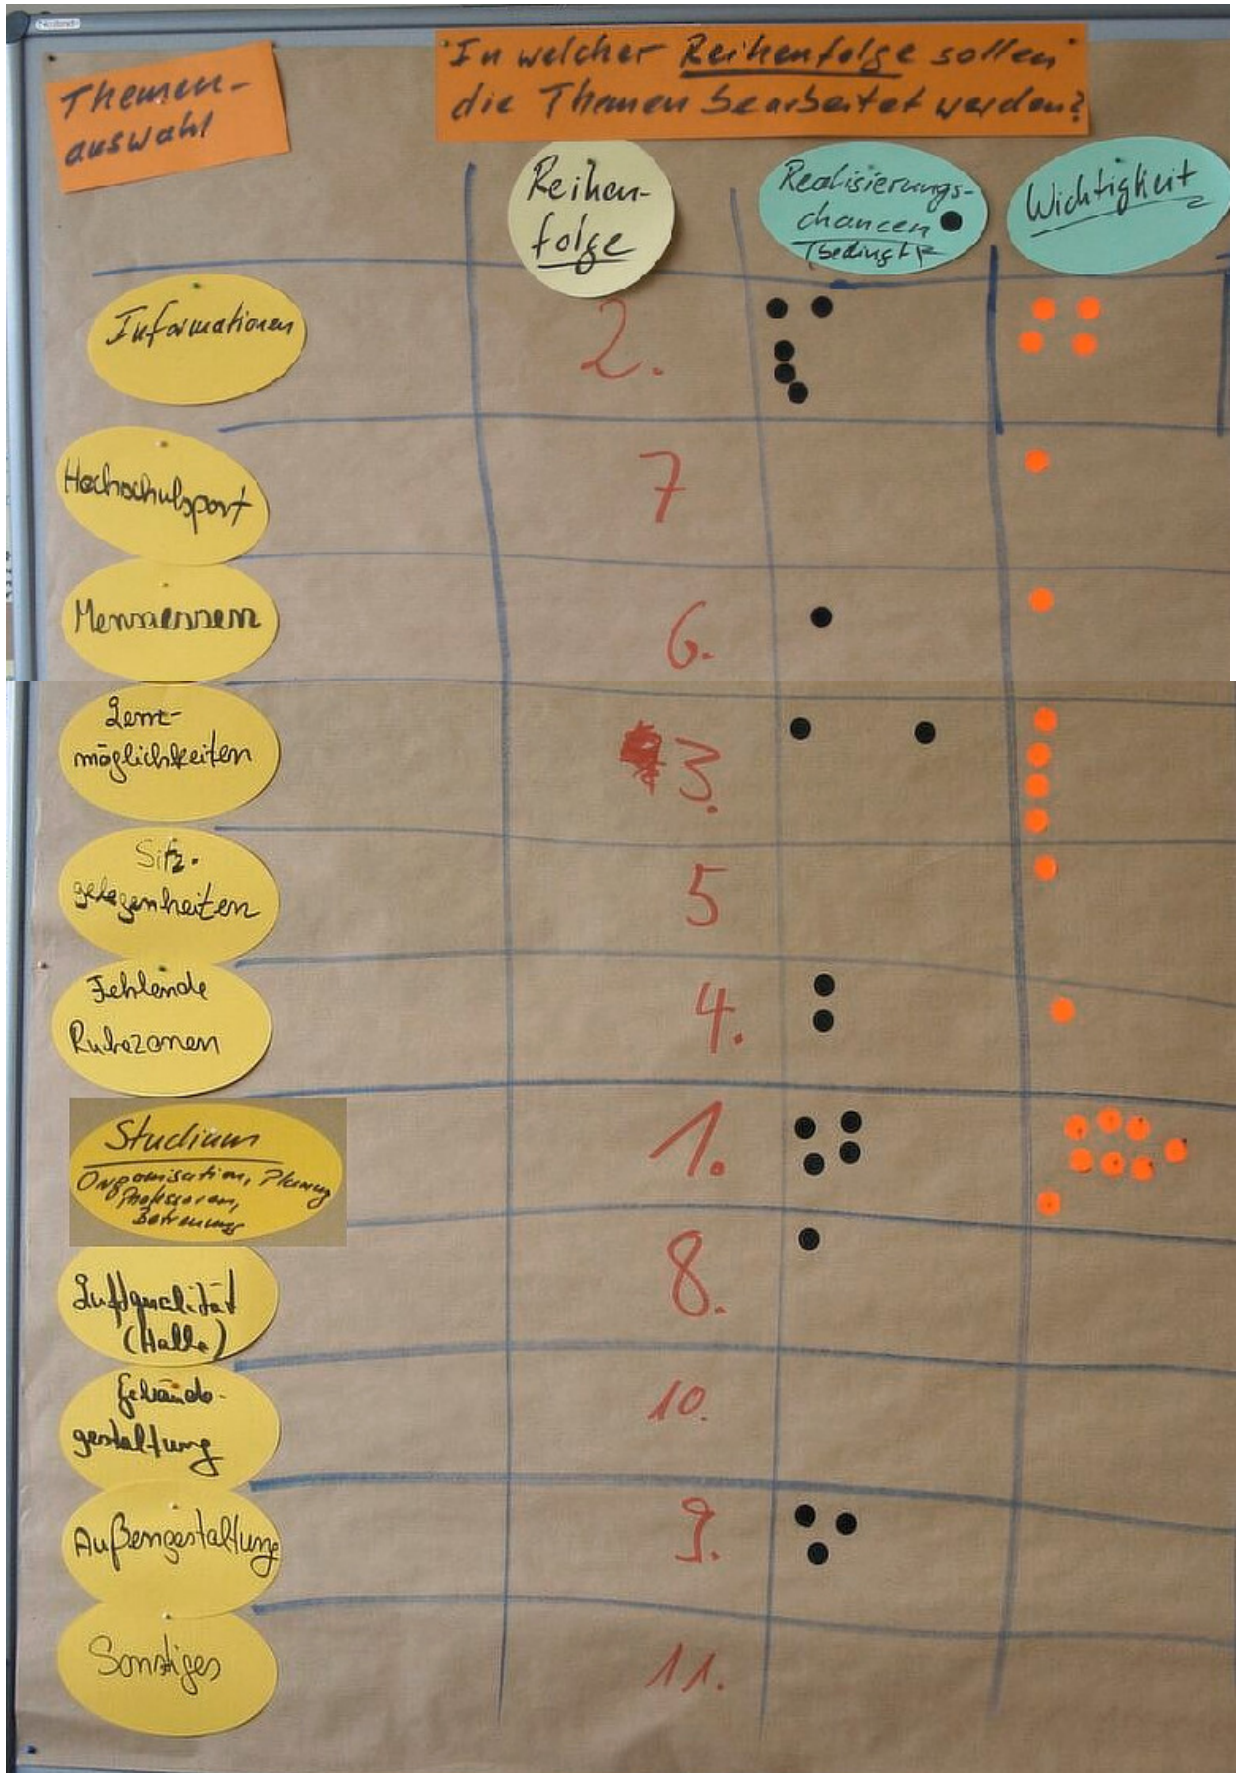 Themen-
auswahl
"In welcher Reihenfolge sollen"
die Themen bearbeitet werden?
Reihen-
folge
Realisierungs-
chancen
Wichtigkeit
Informationen
2.
Hochschulsport
7
Mensaessen
6.
Lern-
möglichkeiten
3.
Sitz-
gelegenheiten
5
Fehlende
Ruhezonen
4.
Studium
Organisation, Planung
Professoren,
Betreuung
1.
Luftqualität
(Halle)
8.
Gebäude-
gestaltung
10.
Außengestaltung
9.
Sonstiges
11.